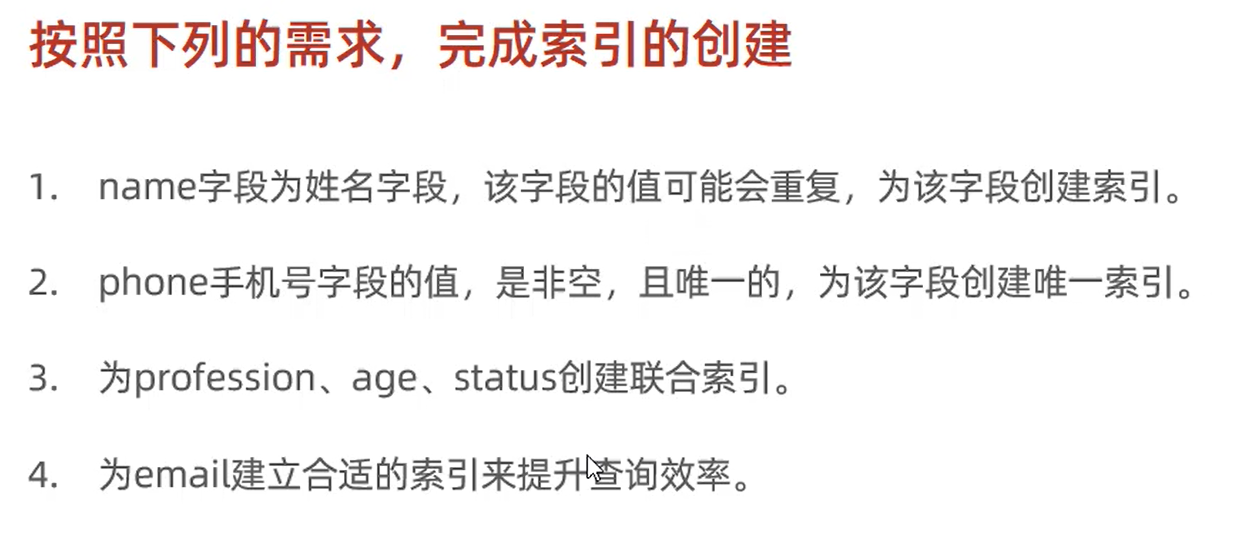 按照下列的需求，完成索引的创建
1. name字段为姓名字段，该字段的值可能会重复，为该字段创建索引。
2. phone手机号字段的值，是非空，且唯一的，为该字段创建唯一索引。
3. 为profession、age、status创建联合索引。
4. 为email建立合适的索引来提升查询效率。